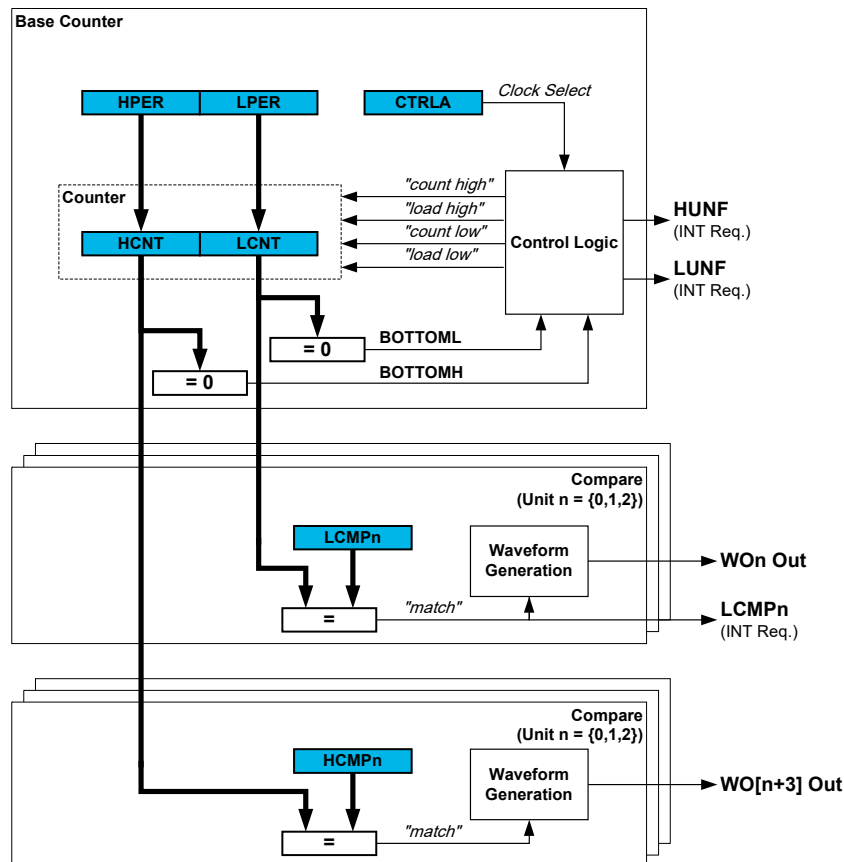 Base Counter
HPER LPER CTRLA Clock Select
"count high"
Counter "load high" HUNF
(INT Req.)
HCNT LCNT "count low" Control Logic
"load low" LUNF
(INT Req.)
= 0 BOTTOML
= 0 BOTTOMH
Compare
(Unit n = {0,1,2})
LCMPn
Waveform
Generation WOn Out
= "match" LCMPn
(INT Req.)
Compare
(Unit n = {0,1,2})
HCMPn
Waveform
Generation WO[n+3] Out
= "match"